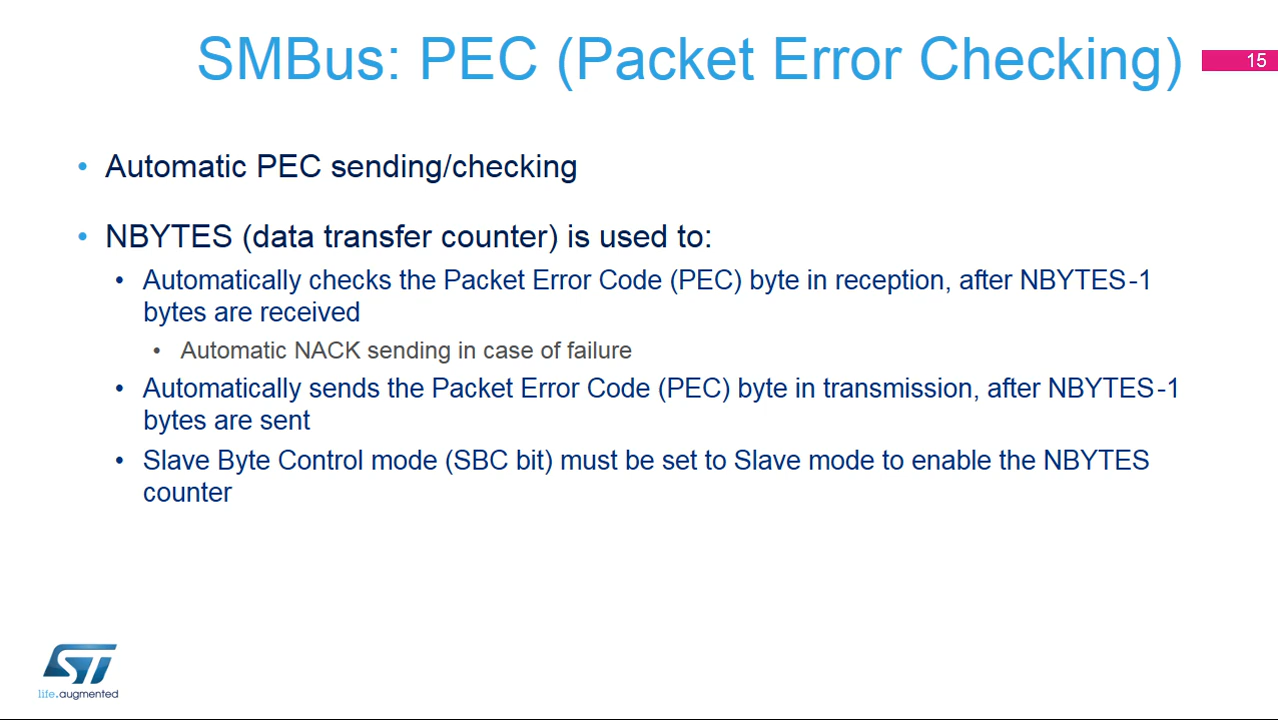 SMBus: PEC (Packet Error Checking)
15
• Automatic PEC sending/checking
• NBYTES (data transfer counter) is used to:
• Automatically checks the Packet Error Code (PEC) byte in reception, after NBYTES-1
bytes are received
• Automatic NACK sending in case of failure
• Automatically sends the Packet Error Code (PEC) byte in transmission, after NBYTES-1
bytes are sent
• Slave Byte Control mode (SBC bit) must be set to Slave mode to enable the NBYTES
counter
ST
life.augmented